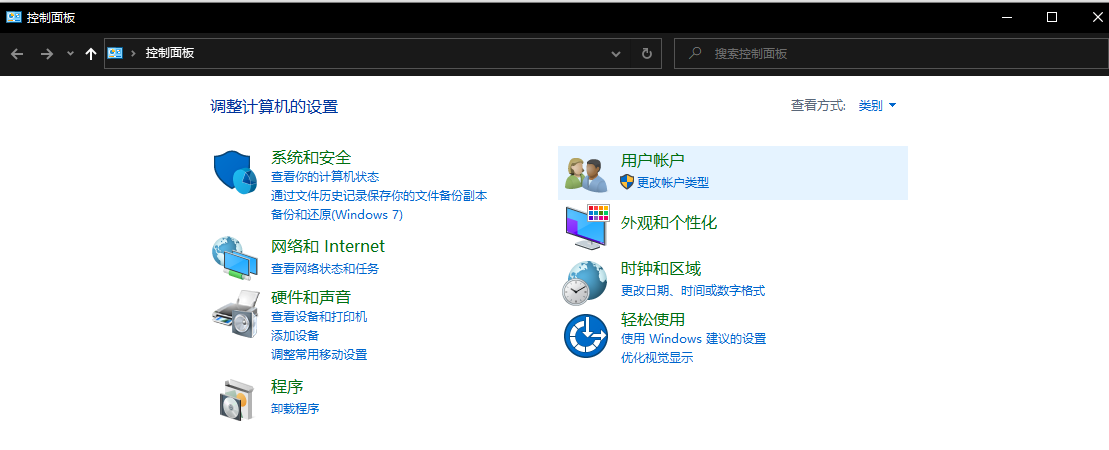 控制面板
控制面板
搜索控制面板
调整计算机的设置
查看方式: 类别
系统和安全
查看你的计算机状态
通过文件历史记录保存你的文件备份副本
备份和还原(Windows 7)
网络和 Internet
查看网络状态和任务
硬件和声音
查看设备和打印机
添加设备
调整常用移动设置
程序
卸载程序
用户帐户
更改帐户类型
外观和个性化
时钟和区域
更改日期、时间或数字格式
轻松使用
使用 Windows 建议的设置
优化视觉显示